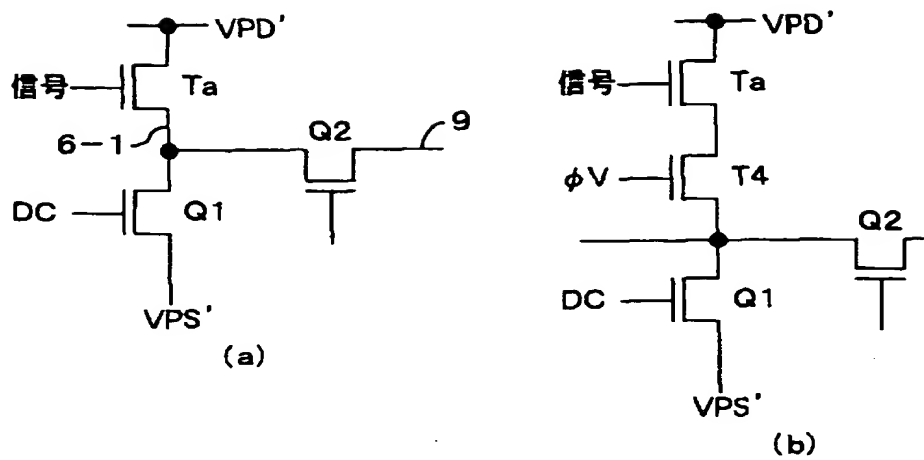 VPD'
信号
Ta
6-1
Q2
9
DC
Q1
VPS'
(a)
VPD'
信号
Ta
φV
T4
Q2
DC
Q1
VPS'
(b)